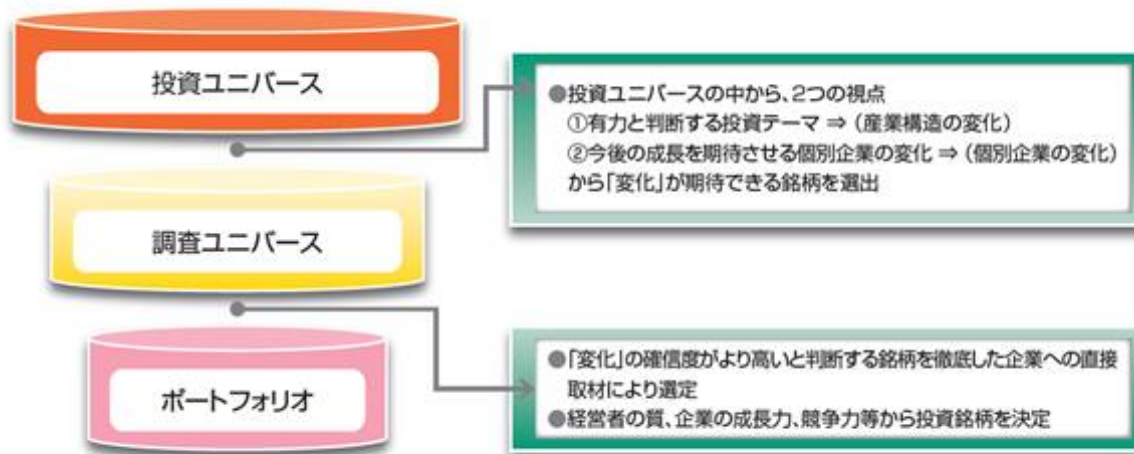 投資ユニバース
●投資ユニバースの中から、2つの視点
①有力と判断する投資テーマ ⇒ (産業構造の変化)
②今後の成長を期待させる個別企業の変化 ⇒ (個別企業の変化)
から「変化」が期待できる銘柄を選出
調査ユニバース
ポートフォリオ
●「変化」の確信度がより高いと判断する銘柄を徹底した企業への直接
取材により選定
●経営者の質、企業の成長力、競争力等から投資銘柄を決定